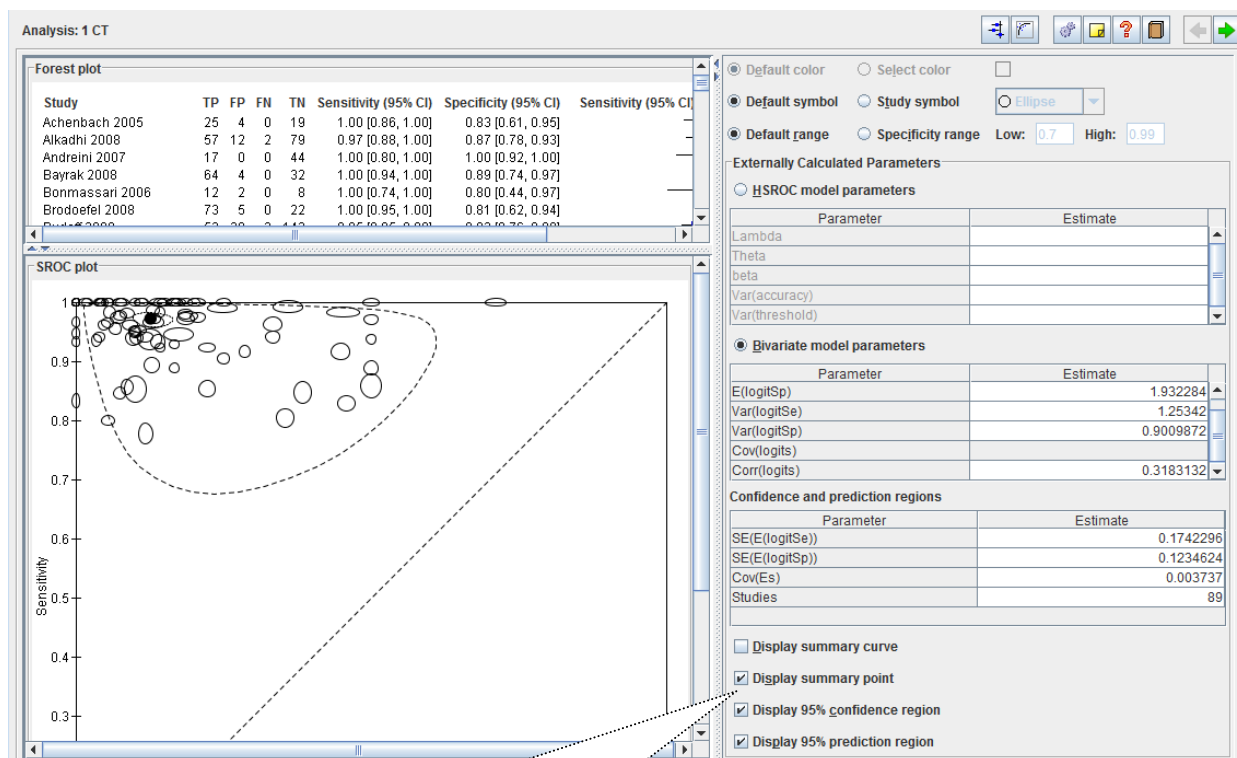 Analysis: 1 CT
Forest plot
Study TP FP FN TN Sensitivity (95% CI) Specificity (95% CI) Sensitivity (95% CI)
Achenbach 2005 25 4 0 19 1.00 [0.86, 1.00] 0.83 [0.61, 0.95]
Alkadhi 2008 57 12 2 79 0.97 [0.88, 1.00] 0.87 [0.78, 0.93]
Andreini 2007 17 0 0 44 1.00 [0.80, 1.00] 1.00 [0.92, 1.00]
Bayrak 2008 64 4 0 32 1.00 [0.94, 1.00] 0.89 [0.74, 0.97]
Bonmassari 2006 12 2 0 8 1.00 [0.74, 1.00] 0.80 [0.44, 0.97]
Brodoefel 2008 73 5 0 22 1.00 [0.95, 1.00] 0.81 [0.62, 0.94]
SROC plot
1
0.9
0.8
0.7
0.6
0.5
0.4
0.3
Sensitivity
Default color Select color
Default symbol Study symbol Ellipse
Default range Specificity range Low: 0.7 High: 0.99
Externally Calculated Parameters
HSROC model parameters
Parameter Estimate
Lambda
Theta
beta
Var(accuracy)
Var(threshold)
Bivariate model parameters
Parameter Estimate
E(logitSp) 1.932284
Var(logitSe) 1.25342
Var(logitSp) 0.9009872
Cov(logits)
Corr(logits) 0.3183132
Confidence and prediction regions
Parameter Estimate
SE(E(logitSe)) 0.1742296
SE(E(logitSp)) 0.1234624
Cov(Es) 0.003737
Studies 89
Display summary curve
Display summary point
Display 95% confidence region
Display 95% prediction region